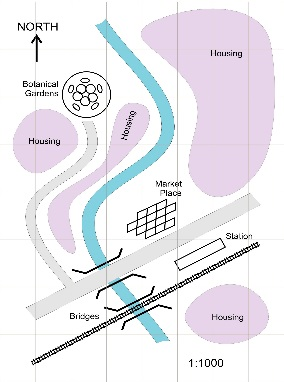 NORTH
Housing
Botanical
Gardens
Housing
Housing
Market
Place
Station
Bridges
Housing
1:1000